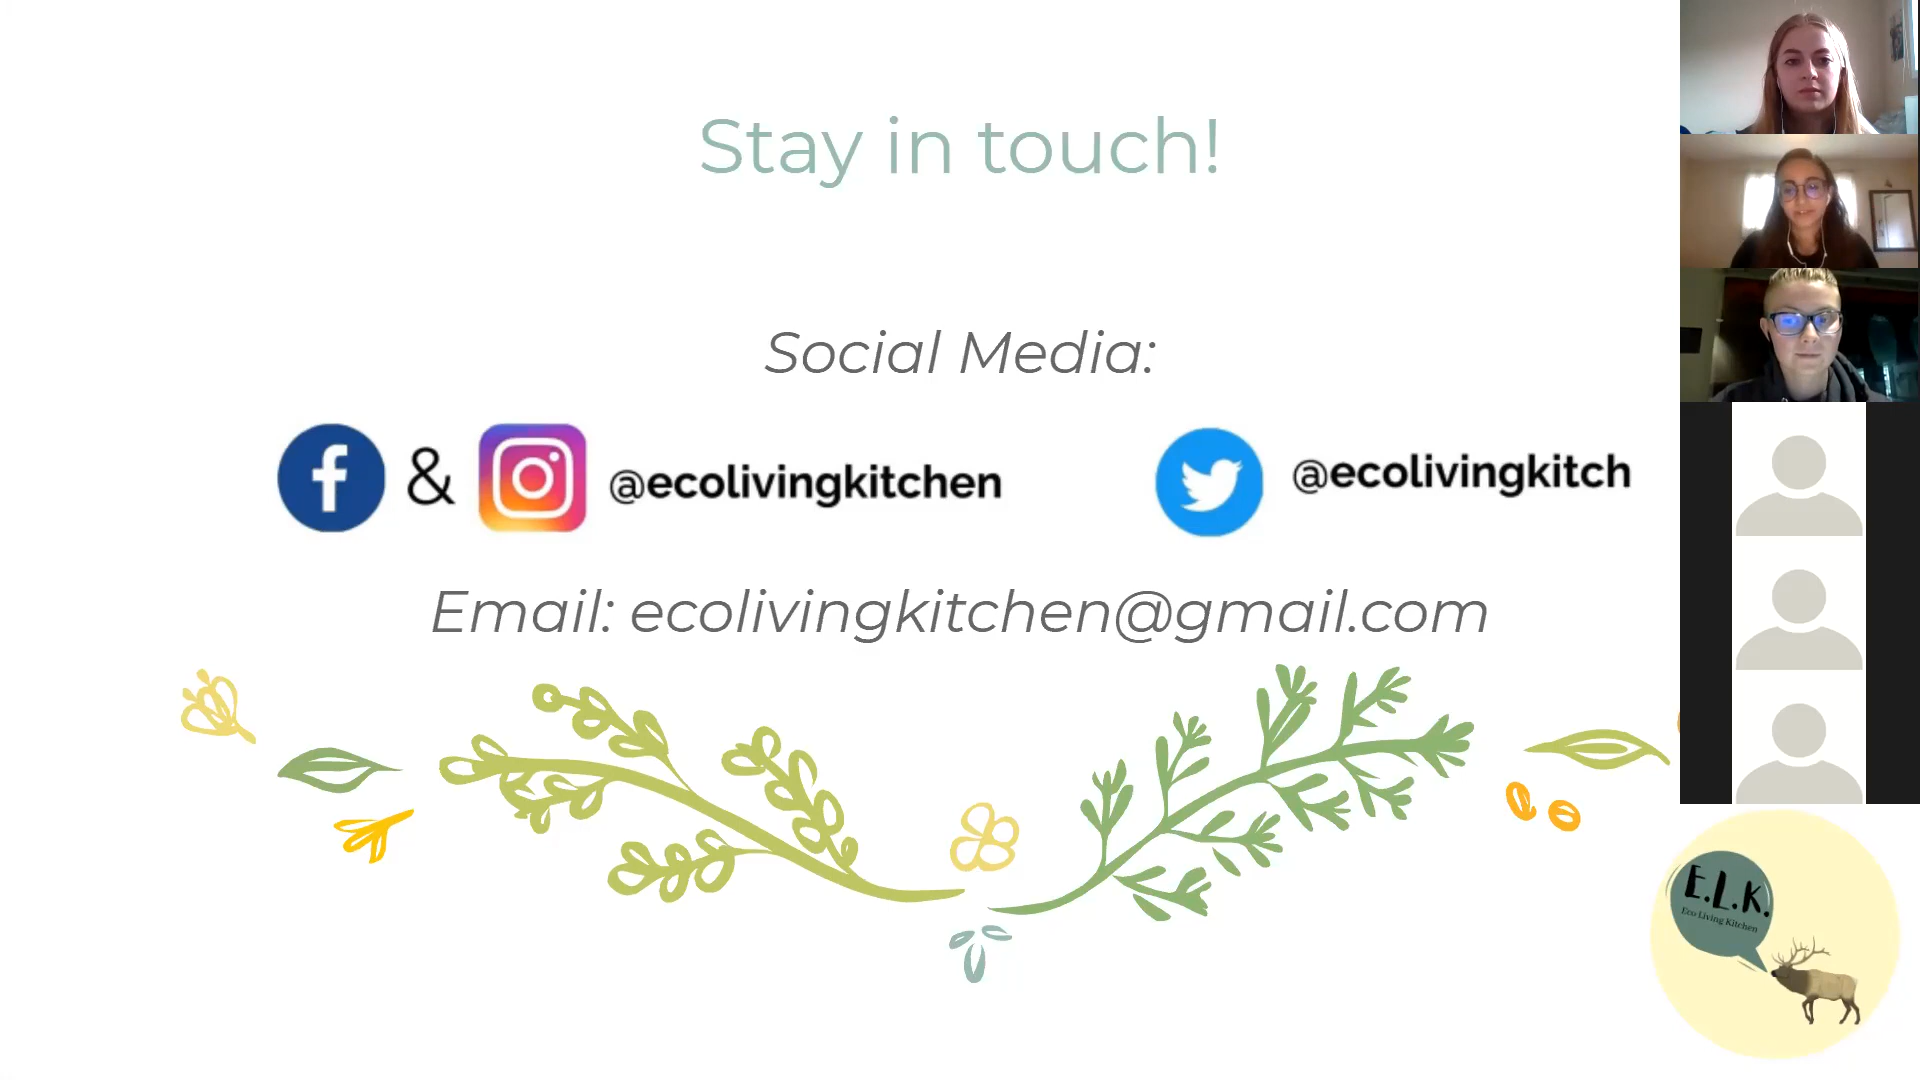 Stay in touch!
Social Media:
& @ecolivingkitchen @ecolivingkitch
Email: ecolivingkitchen@gmail.com
E.L.K.
Eco Living Kitchen